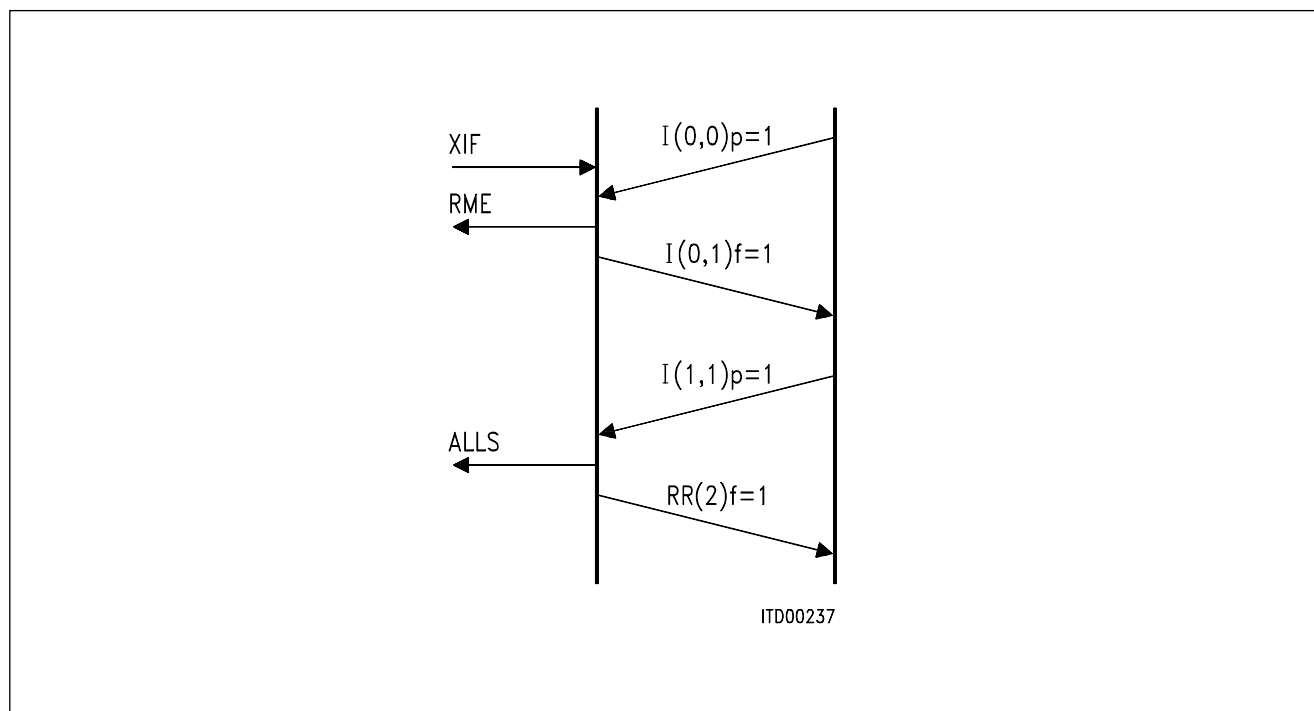 XIF
I(0,0)p=1
RME
I(0,1)f=1
I(1,1)p=1
ALLS
RR(2)f=1
ITD00237